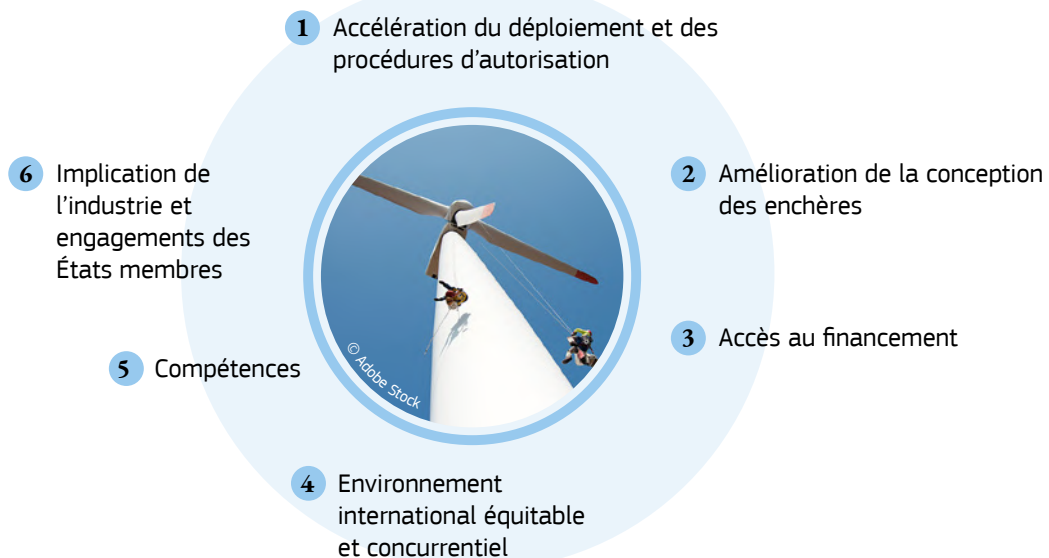 1 Accélération du déploiement et des
procédures d'autorisation
2 Amélioration de la conception
des enchères
3 Accès au financement
4 Environnement
international équitable
et concurrentiel
5 Compétences
6 Implication de
l'industrie et
engagements des
États membres
© Adobe Stock